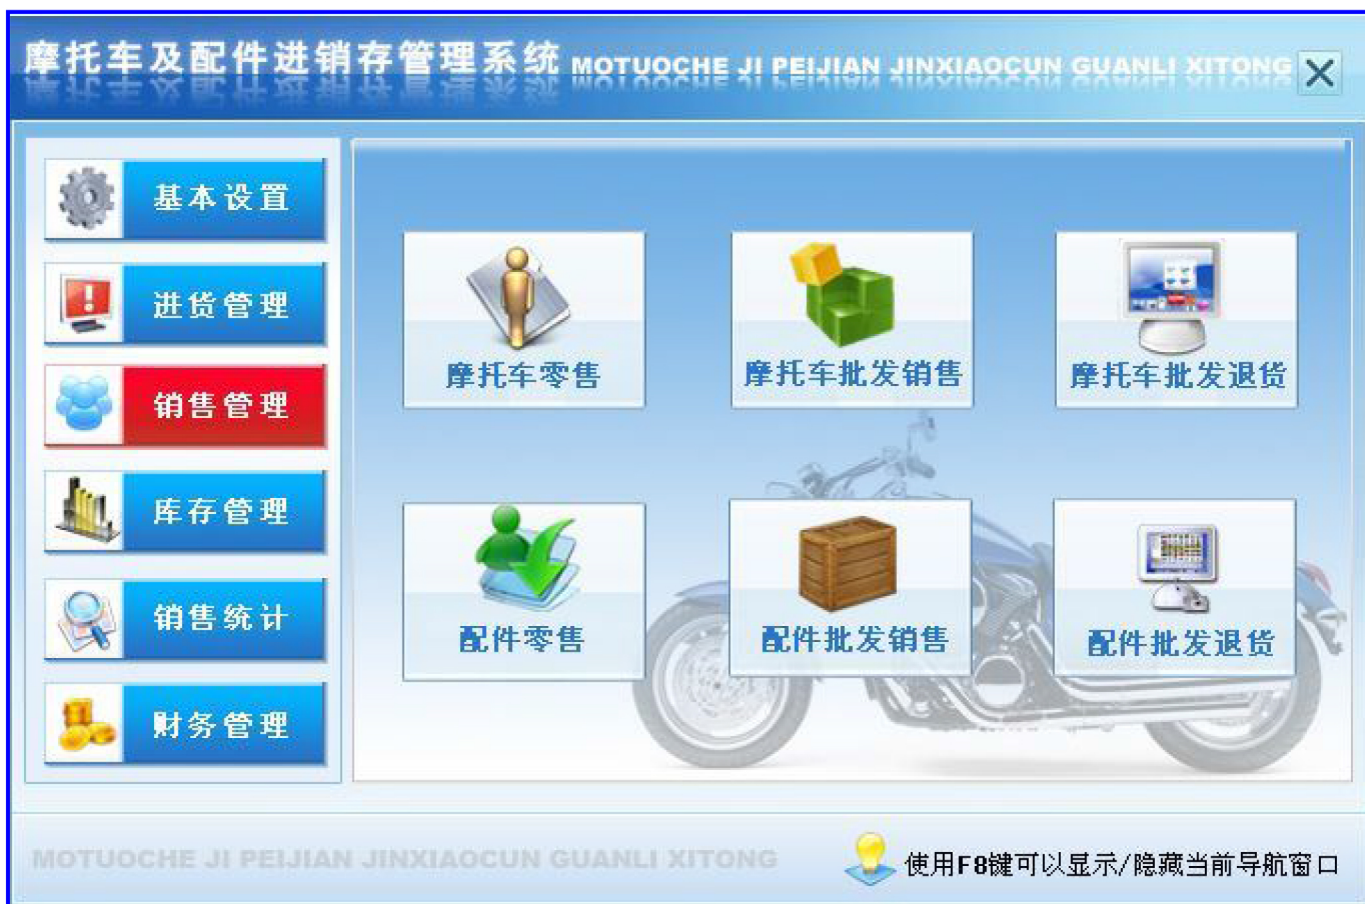 摩托车及配件进销存管理系统 MOTUOCHE JI PEIJIAN JINXIAOCUN GUANLI XITONG
基本设置
进货管理
销售管理
库存管理
销售统计
财务管理
摩托车零售
摩托车批发销售
摩托车批发退货
配件零售
配件批发销售
配件批发退货
MOTUOCHE JI PEIJIAN JINXIAOCUN GUANLI XITONG
使用F8键可以显示/隐藏当前导航窗口